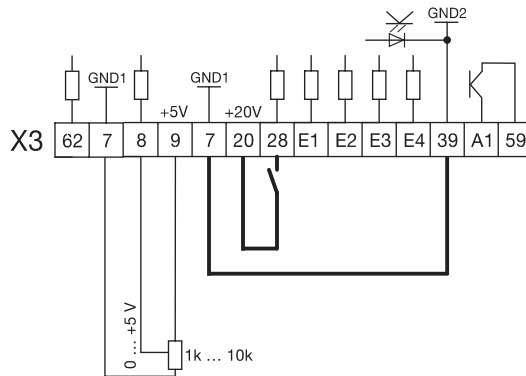 GND2
GND1 GND1
+5V +20V
X3 62 7 8 9 7 20 28 E1 E2 E3 E4 39 A1 59
0 ... +5 V
1k ... 10k